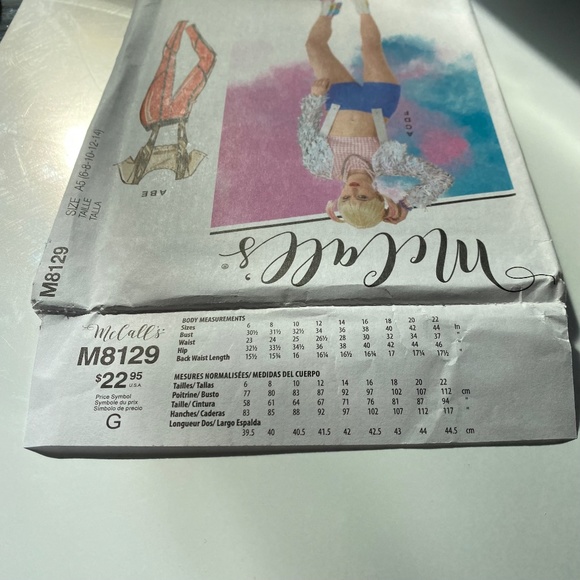 M8129
SIZE A5 (6-8-10-12-14)
TAILLE
TALLA
ABE
McCall's®
McCall's
M8129
$22.95 U.S.A.
Price Symbol
Symbole du prix
Símbolo de precio
G
BODY MEASUREMENTS
Sizes 6 8 10 12 14 16 18 20 22
Bust 30½ 31½ 32½ 34 36 38 40 42 44 In
Waist 23 24 25 26½ 28 30 32 34 37 "
Hip 32½ 33½ 34½ 36 38 40 42 44 46 "
Back Waist Length 15½ 15¾ 16 16¼ 16½ 16¾ 17 17¼ 17½ "
MESURES NORMALISÉES/ MEDIDAS DEL CUERPO
Tailles/ Tallas 6 8 10 12 14 16 18 20 22
Poitrine/ Busto 77 80 83 87 92 97 102 107 112 cm
Taille/ Cintura 58 61 64 67 71 76 81 87 94 "
Hanches/ Caderas 83 85 88 92 97 102 107 112 117 "
Longueur Dos/ Largo Espalda
39.5 40 40.5 41.5 42 42.5 43 44 44.5 cm